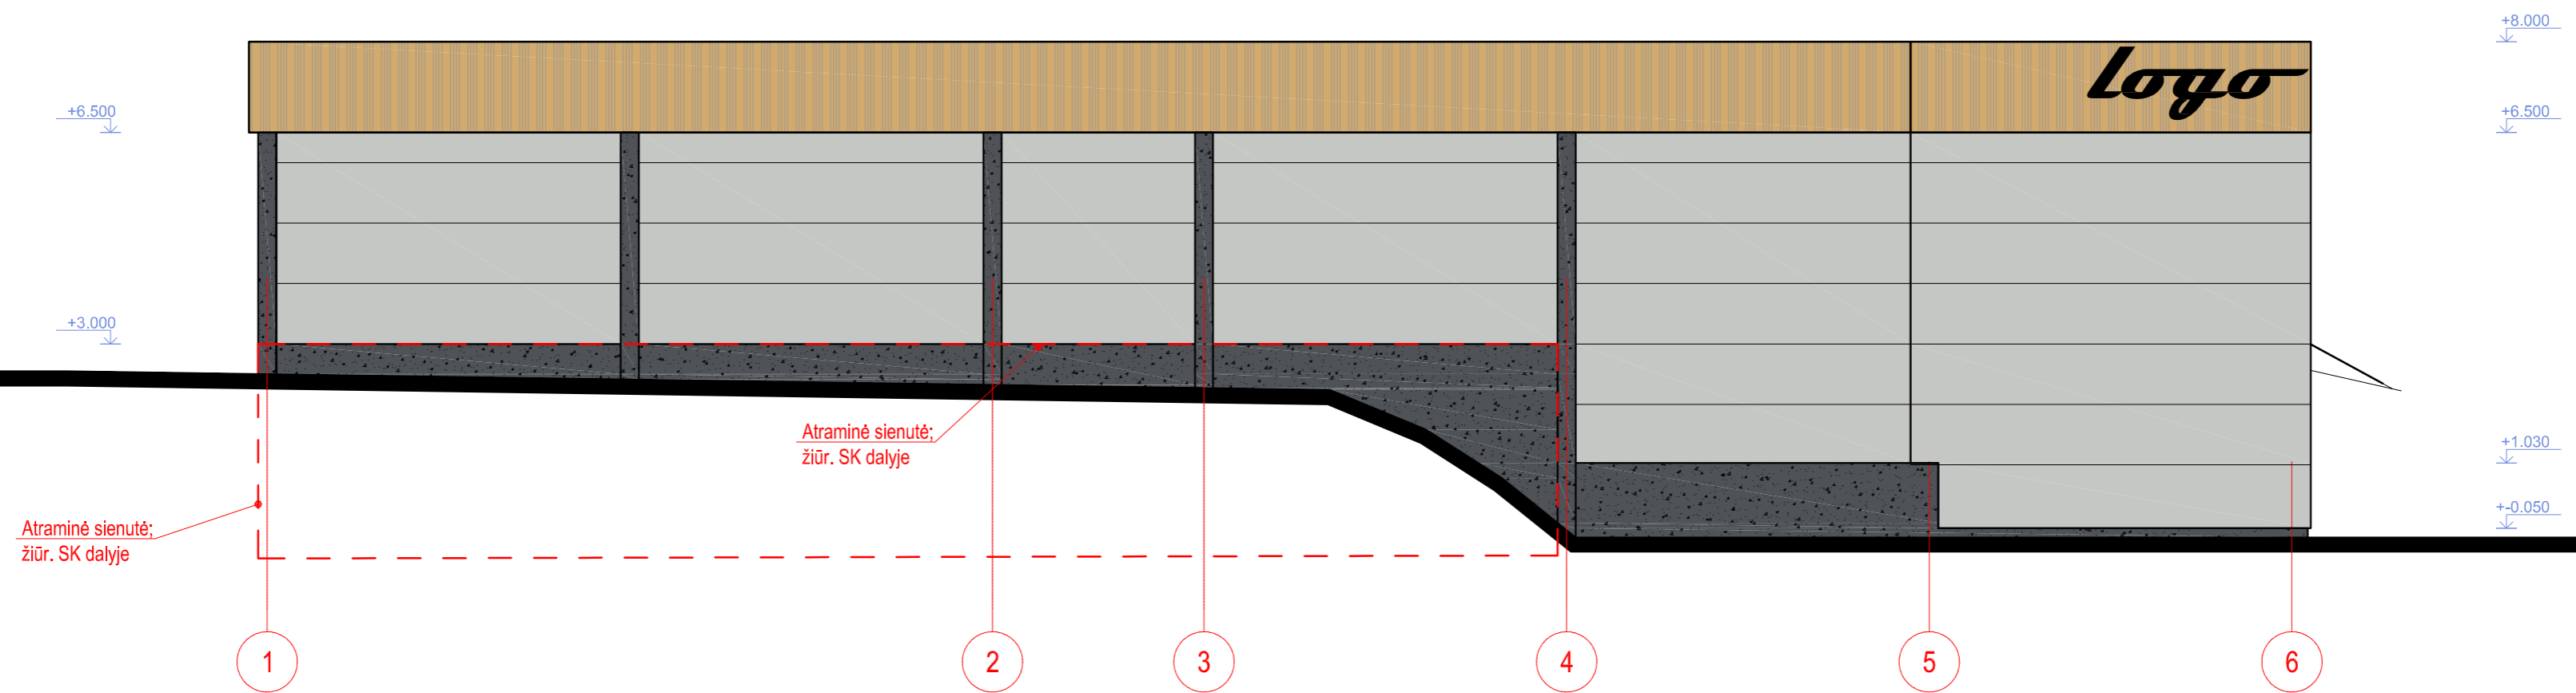 +8.000
logo
+6.500
+6.500
+3.000
Atraminė sienutė;
žiūr. SK dalyje
+1.030
+-0.050
Atraminė sienutė;
žiūr. SK dalyje
1
2
3
4
5
6